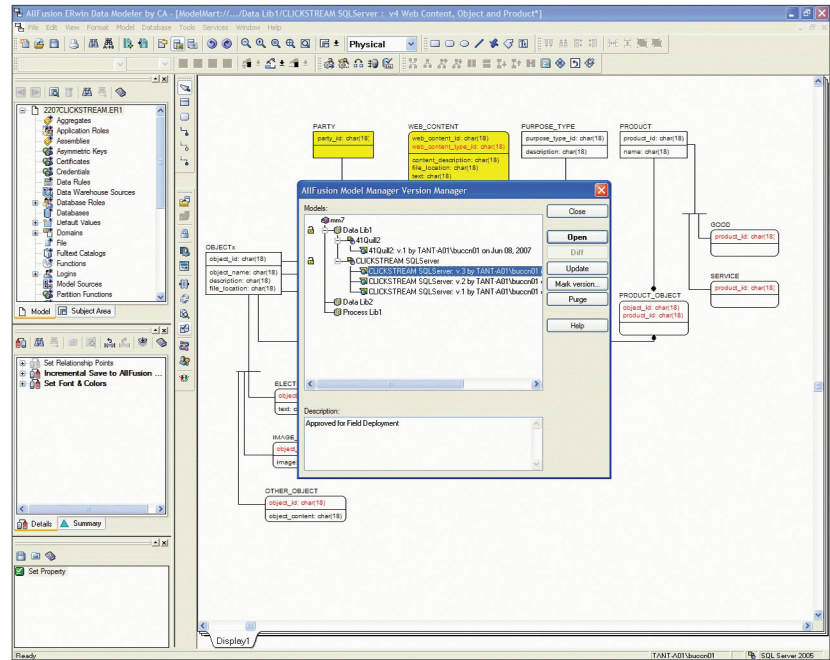 AllFusion ERwin Data Modeler by CA - [ModelMart://.../Data Lib1/CLICKSTREAM SQLServer : v4 Web Content, Object and Product*]
File Edit View Format Model Database Tools Services Window Help
Physical
2207CLICKSTREAM.ER1
Aggregates
Application Roles
Assemblies
Asymmetric Keys
Certificates
Credentials
Data Rules
Data Warehouse Sources
Database Roles
Databases
Default Values
Domains
File
Fulltext Catalogs
Functions
Logins
Model Sources
Partition Functions
Model Subject Area
Set Relationship Points
Incremental Save to AllFusion ...
Set Font & Colors
Details Summary
Set Property
PARTY
party_id: char(18)
WEB_CONTENT
web_content_id: char(18)
web_content_type_id: char(18)
content_description: char(18)
file_location: char(18)
text: char(18)
PURPOSE_TYPE
purpose_type_id: char(18)
description: char(18)
PRODUCT
product_id: char(18)
name: char(18)
GOOD
product_id: char(18)
SERVICE
product_id: char(18)
PRODUCT_OBJECT
object_id: char(18)
product_id: char(18)
OBJECTx
object_id: char(18)
object_name: char(18)
description: char(18)
file_location: char(18)
ELECT
object
text: c
IMAGE_
object_
image
OTHER_OBJECT
object_id: char(18)
object_content: char(18)
AllFusion Model Manager Version Manager
Models:
mm7
Data Lib1
41Quill2
41Quill2: v.1 by TANT-A01\buccn01 on Jun 08, 2007
CLICKSTREAM SQLServer
CLICKSTREAM SQLServer: v.3 by TANT-A01\buccn01
CLICKSTREAM SQLServer: v.2 by TANT-A01\buccn01
CLICKSTREAM SQLServer: v.1 by TANT-A01\buccn01
Data Lib2
Process Lib1
Close
Open
Diff
Update
Mark version...
Purge
Help
Description:
Approved for Field Deployment
Display1
Ready
TANT-A01\buccn01
SQL Server 2005